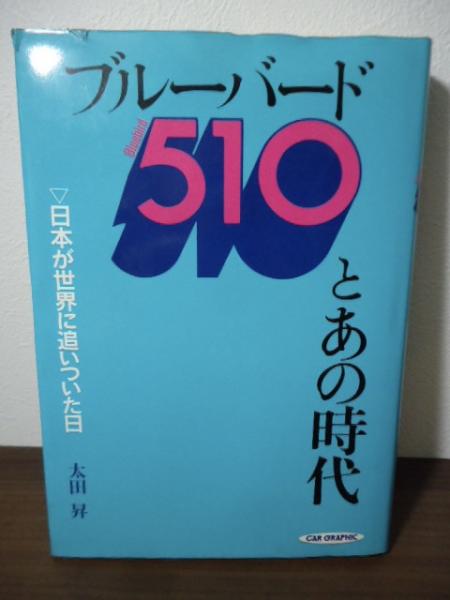 ブルーバード
Bluebird
510
とあの時代
▽日本が世界に追いついた日
太田 昇
CAR GRAPHIC